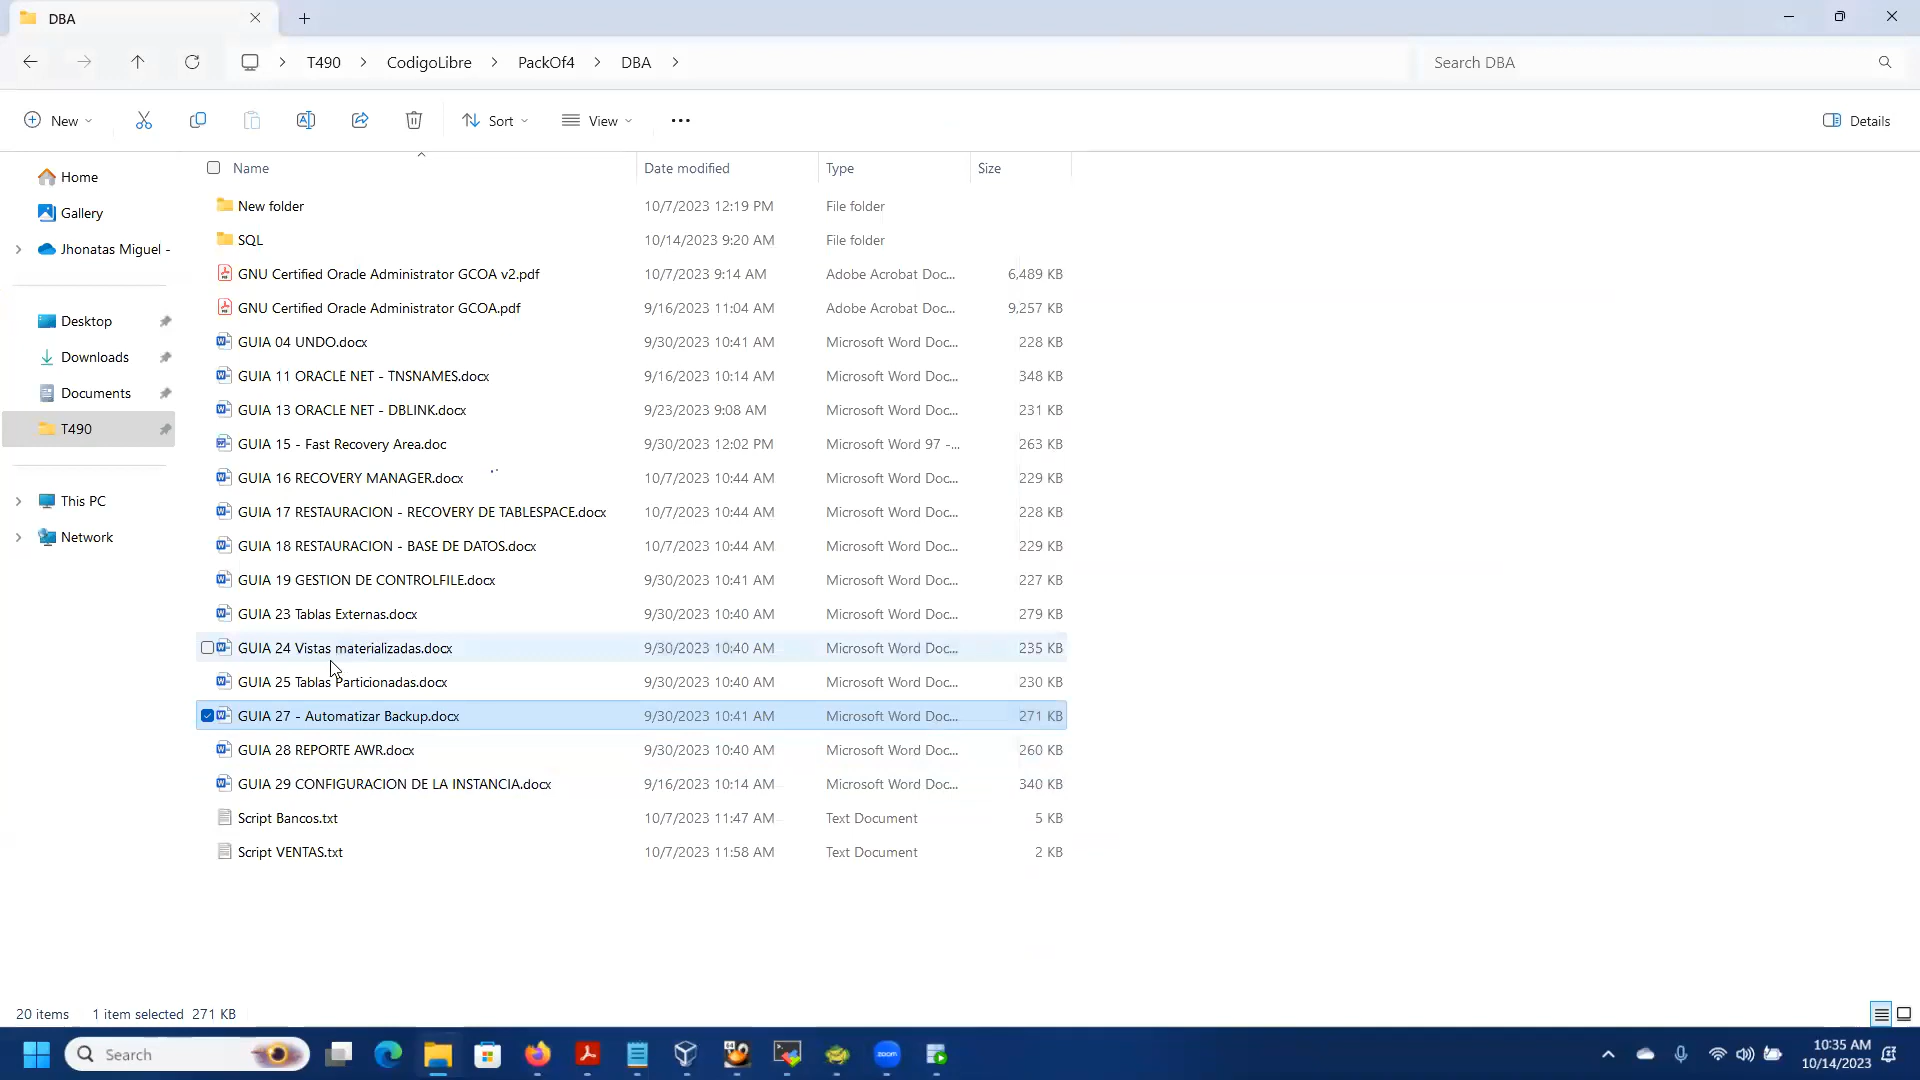 DBA
T490 CodigoLibre PackOf4 DBA
Search DBA
New Sort View Details
Name Date modified Type Size
Home
Gallery
Jhonatas Miguel -
Desktop
Downloads
Documents
T490
This PC
Network
New folder 10/7/2023 12:19 PM File folder
SQL 10/14/2023 9:20 AM File folder
GNU Certified Oracle Administrator GCOA v2.pdf 10/7/2023 9:14 AM Adobe Acrobat Doc... 6,489 KB
GNU Certified Oracle Administrator GCOA.pdf 9/16/2023 11:04 AM Adobe Acrobat Doc... 9,257 KB
GUIA 04 UNDO.docx 9/30/2023 10:41 AM Microsoft Word Doc... 228 KB
GUIA 11 ORACLE NET - TNSNAMES.docx 9/16/2023 10:14 AM Microsoft Word Doc... 348 KB
GUIA 13 ORACLE NET - DBLINK.docx 9/23/2023 9:08 AM Microsoft Word Doc... 231 KB
GUIA 15 - Fast Recovery Area.doc 9/30/2023 12:02 PM Microsoft Word 97 -... 263 KB
GUIA 16 RECOVERY MANAGER.docx 10/7/2023 10:44 AM Microsoft Word Doc... 229 KB
GUIA 17 RESTAURACION - RECOVERY DE TABLESPACE.docx 10/7/2023 10:44 AM Microsoft Word Doc... 228 KB
GUIA 18 RESTAURACION - BASE DE DATOS.docx 10/7/2023 10:44 AM Microsoft Word Doc... 229 KB
GUIA 19 GESTION DE CONTROLFILE.docx 9/30/2023 10:41 AM Microsoft Word Doc... 227 KB
GUIA 23 Tablas Externas.docx 9/30/2023 10:40 AM Microsoft Word Doc... 279 KB
GUIA 24 Vistas materializadas.docx 9/30/2023 10:40 AM Microsoft Word Doc... 235 KB
GUIA 25 Tablas Particionadas.docx 9/30/2023 10:40 AM Microsoft Word Doc... 230 KB
GUIA 27 - Automatizar Backup.docx 9/30/2023 10:41 AM Microsoft Word Doc... 271 KB
GUIA 28 REPORTE AWR.docx 9/30/2023 10:40 AM Microsoft Word Doc... 260 KB
GUIA 29 CONFIGURACION DE LA INSTANCIA.docx 9/16/2023 10:14 AM Microsoft Word Doc... 340 KB
Script Bancos.txt 10/7/2023 11:47 AM Text Document 5 KB
Script VENTAS.txt 10/7/2023 11:58 AM Text Document 2 KB
20 items 1 item selected 271 KB
Search
zoom
10:35 AM
10/14/2023